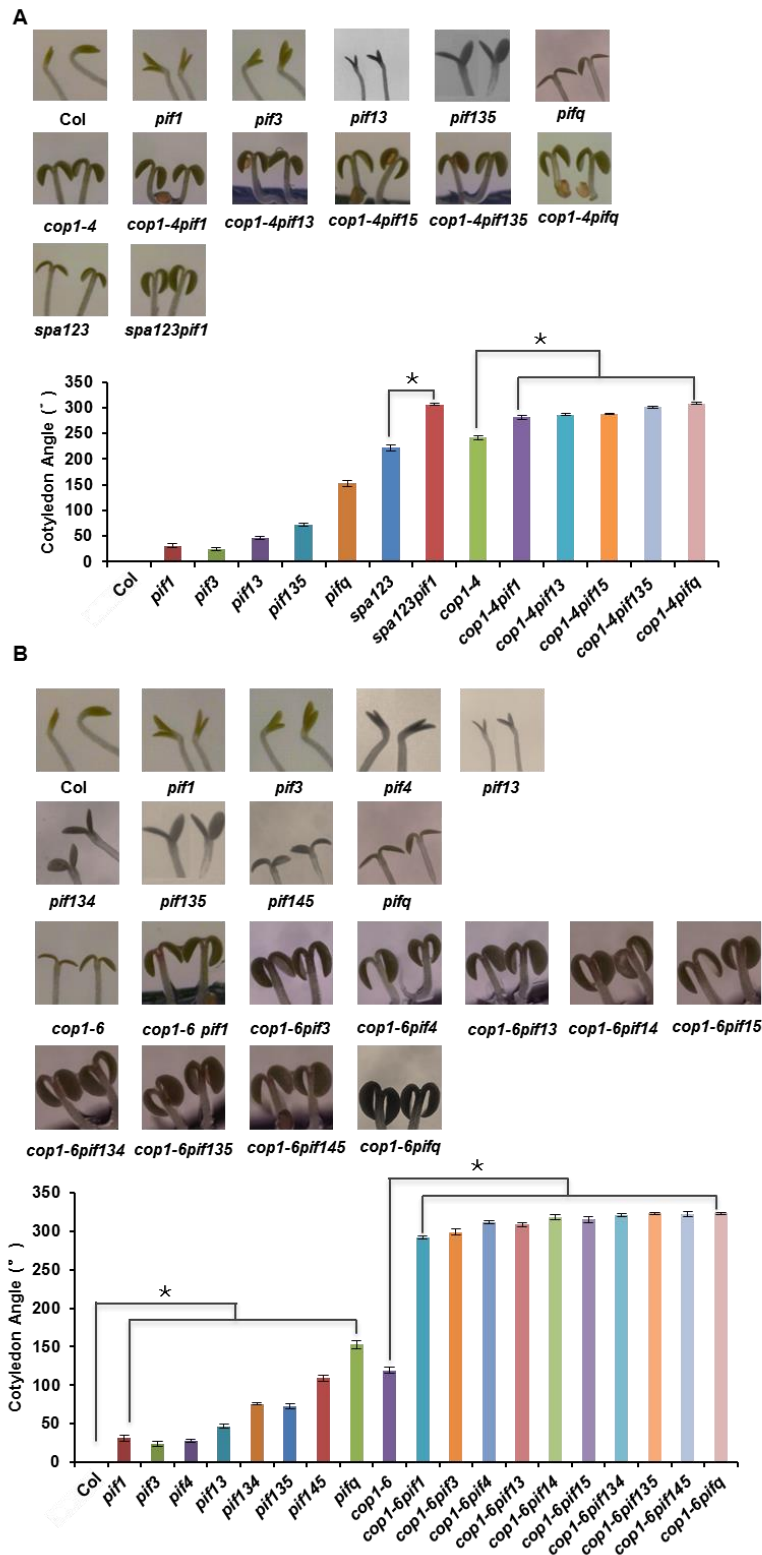 A
Col pif1 pif3 pif13 pif135 pifq
cop1-4 cop1-4pif1 cop1-4pif13 cop1-4pif15 cop1-4pif135 cop1-4pifq
spa123 spa123pif1
*
*
Cotyledon Angle (°)
350
300
250
200
150
100
50
0
Col pif1 pif3 pif13 pif135 pifq spa123 spa123pif1 cop1-4 cop1-4pif1 cop1-4pif13 cop1-4pif15 cop1-4pif135 cop1-4pifq
B
Col pif1 pif3 pif4 pif13
pif134 pif135 pif145 pifq
cop1-6 cop1-6 pif1 cop1-6pif3 cop1-6pif4 cop1-6pif13 cop1-6pif14 cop1-6pif15
cop1-6pif134 cop1-6pif135 cop1-6pif145 cop1-6pifq
*
*
Cotyledon Angle (°)
350
300
250
200
150
100
50
0
Col pif1 pif3 pif4 pif13 pif134 pif135 pif145 pifq cop1-6 cop1-6pif1 cop1-6pif3 cop1-6pif4 cop1-6pif13 cop1-6pif14 cop1-6pif15 cop1-6pif134 cop1-6pif135 cop1-6pif145 cop1-6pifq